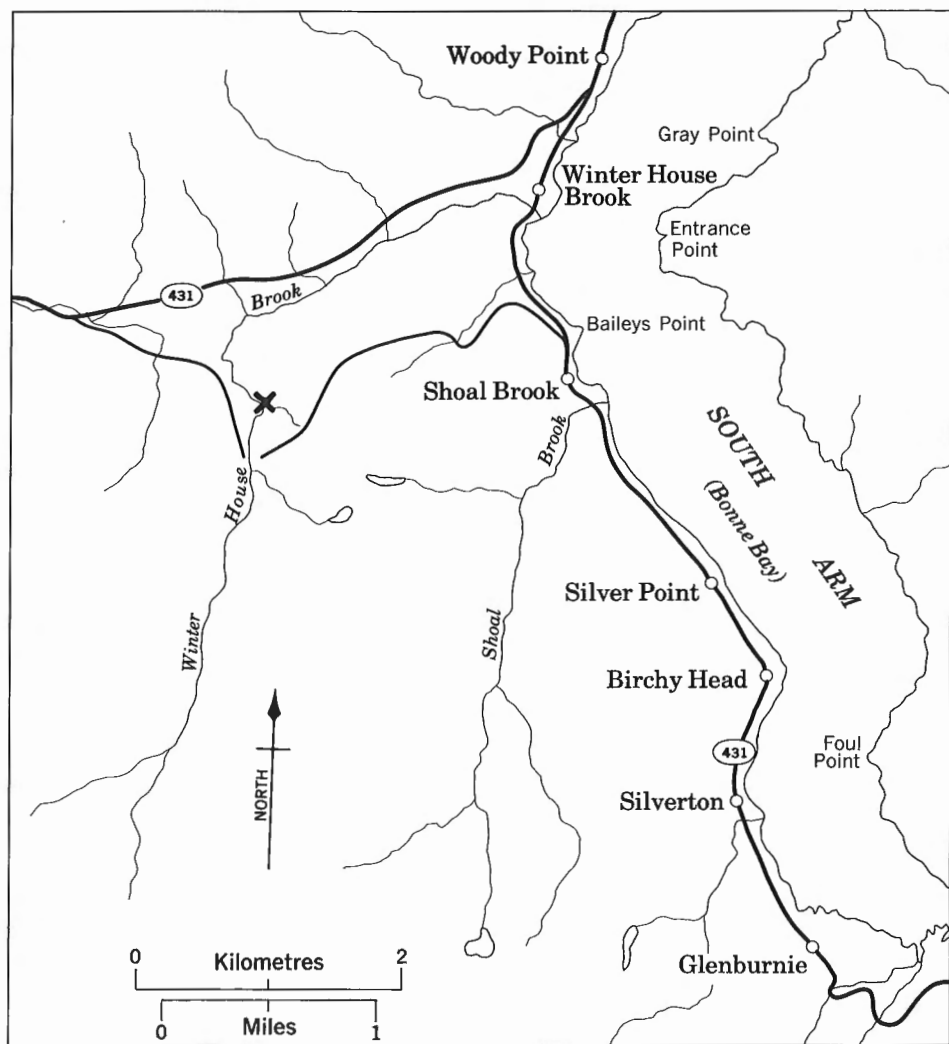 Woody Point
Gray Point
Winter House
Brook
Entrance
Point
431
Brook
Baileys Point
Shoal Brook
Brook
House
SOUTH
(Bonne Bay)
ARM
Silver Point
Winter
Shoal
Birchy Head
NORTH
431
Foul
Point
Silverton
Glenburnie
0 2
Kilometres
Miles
0 1